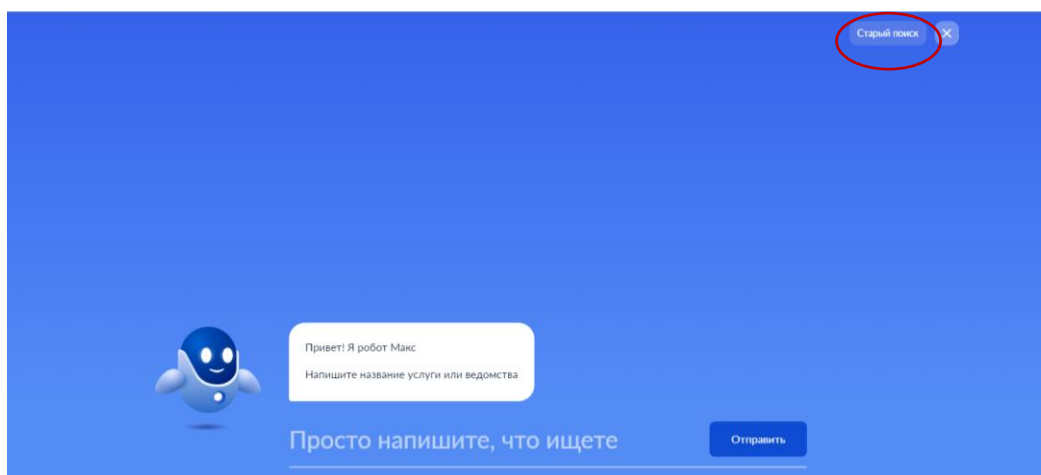 Старый поиск
Привет! Я робот Макс
Напишите название услуги или ведомства
Просто напишите, что ищете
Отправить